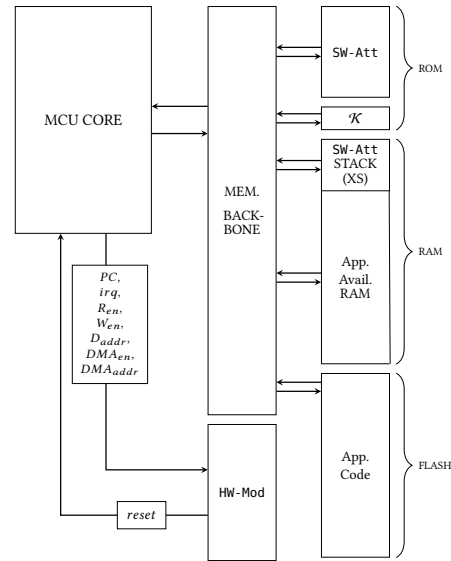 MCU CORE
MEM.
BACK-
BONE
SW-Att
𝒦
ROM
SW-Att
STACK
(XS)
App.
Avail.
RAM
RAM
App.
Code
FLASH
PC,
irq,
R_en,
W_en,
D_addr,
DMA_en,
DMA_addr
HW-Mod
reset